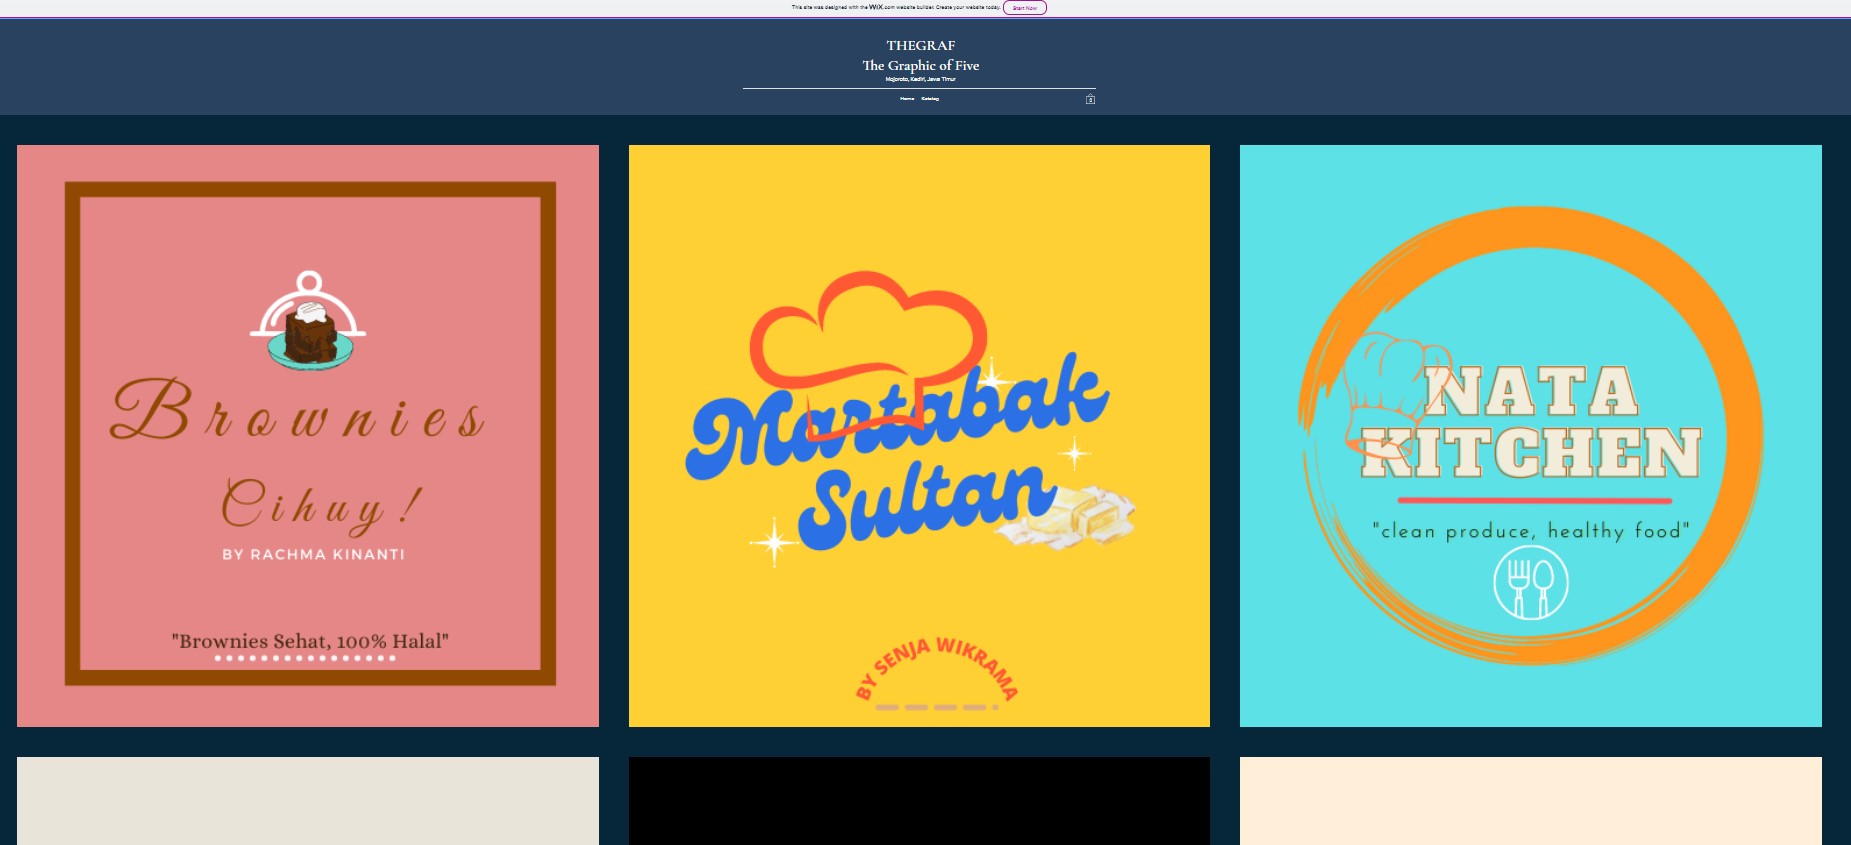 This site was designed with the WiX.com website builder. Create your website today.
Start Now
THEGRAF
The Graphic of Five
Mojoroto, Kediri, Jawa Timur
Home
Katalog
0
Brownies
Cihuy!
BY RACHMA KINANTI
"Brownies Sehat, 100% Halal"
Martabak
Sultan
BY SENJA WIKRAMA
NATA
KITCHEN
"clean produce, healthy food"